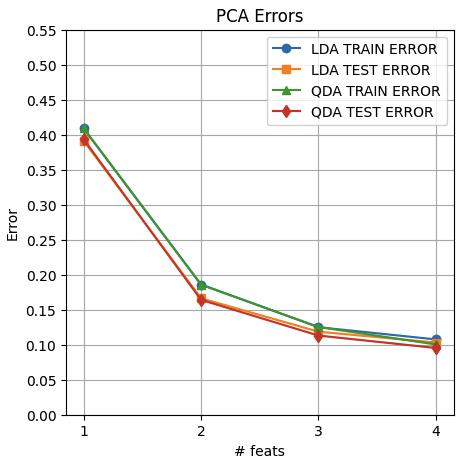 PCA Errors
LDA TRAIN ERROR
LDA TEST ERROR
QDA TRAIN ERROR
QDA TEST ERROR
Error
0.55
0.50
0.45
0.40
0.35
0.30
0.25
0.20
0.15
0.10
0.05
0.00
1 2 3 4
# feats